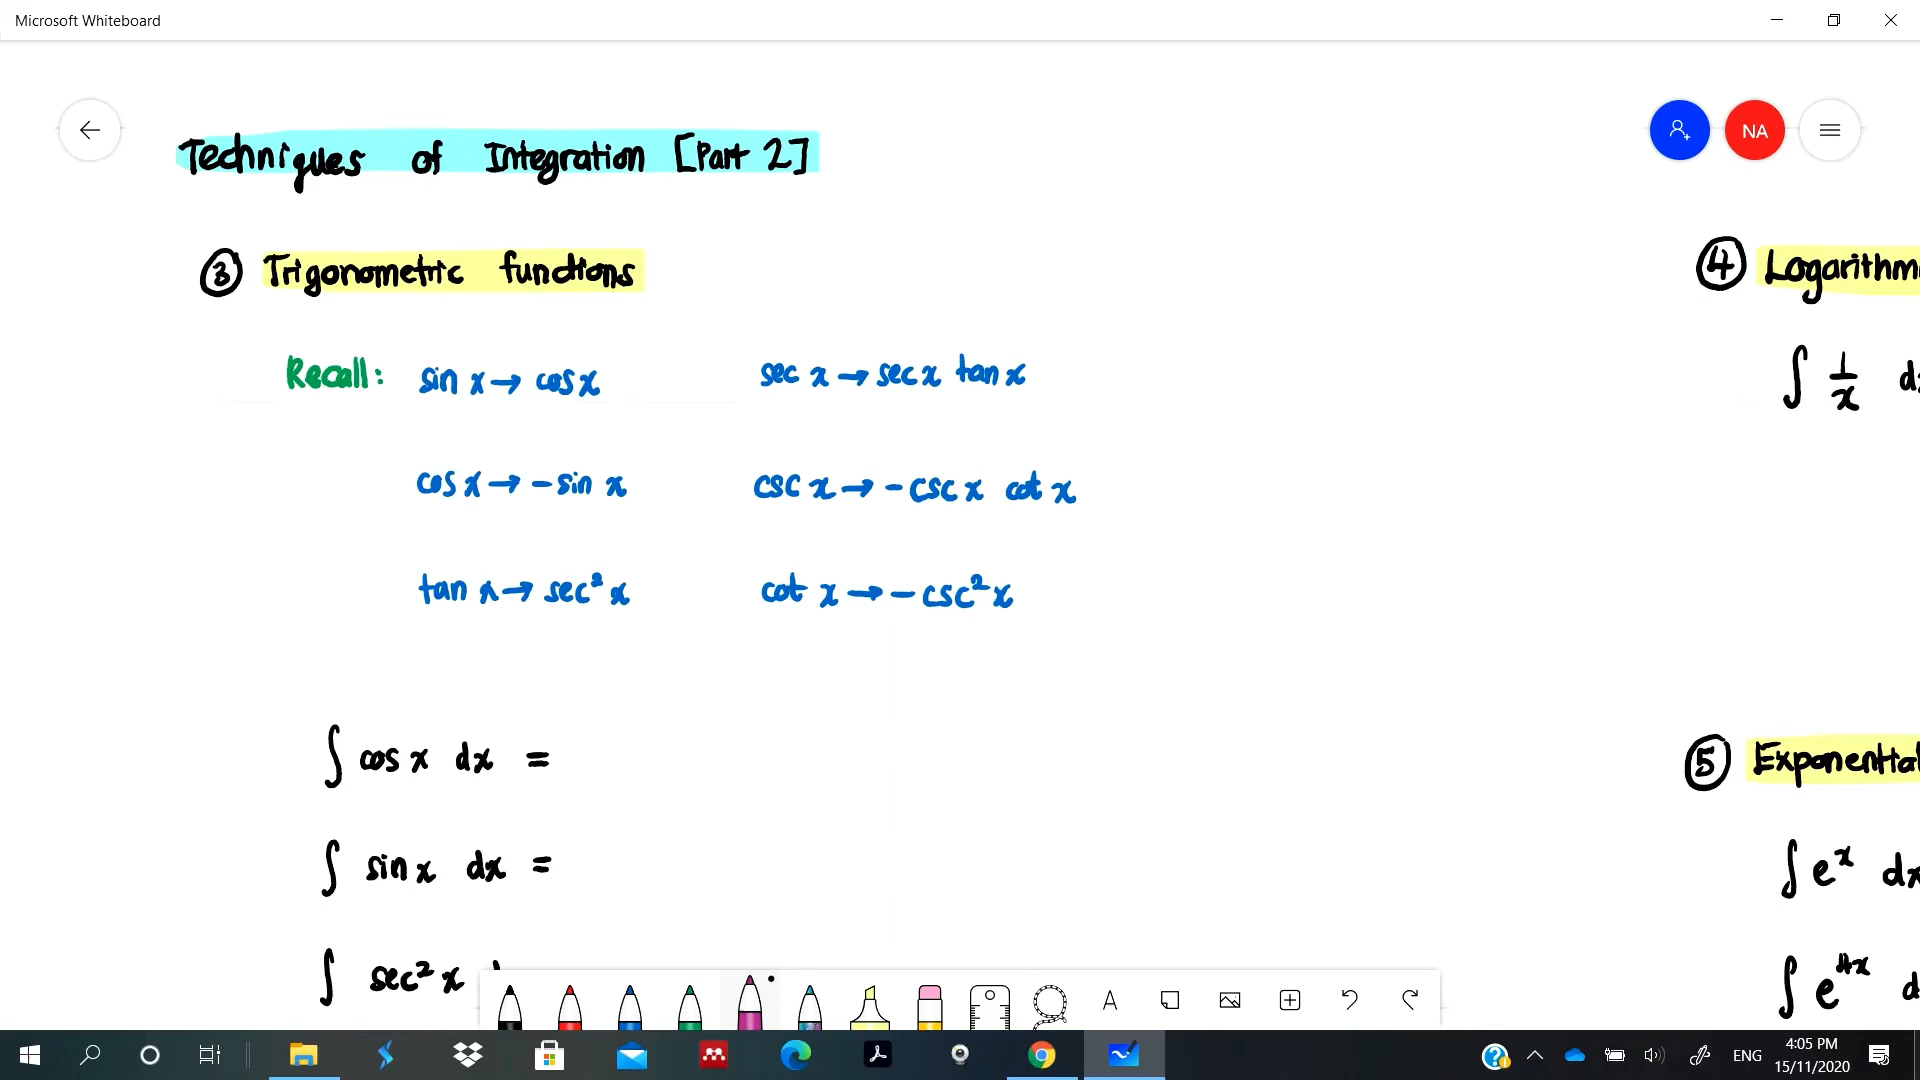 Microsoft Whiteboard
Techniques of Integration [Part 2]
NA
③ Trigonometric functions
Recall: sin x → cos x
sec x → sec x tan x
cos x → - sin x
csc x → - csc x cot x
tan x → sec² x
cot x → - csc² x
∫ cos x dx =
∫ sin x dx =
∫ sec² x
④ Logarithm
∫ 1/x d
⑤ Exponential
∫ e^x dx
∫ e^4x d
A
ENG
4:05 PM
15/11/2020